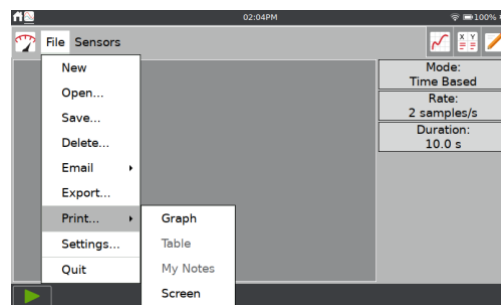 02:04PM
100%
File Sensors
X Y
New
Open...
Save...
Delete...
Email
Export...
Print...
Settings...
Quit
Graph
Table
My Notes
Screen
Mode:
Time Based
Rate:
2 samples/s
Duration:
10.0 s